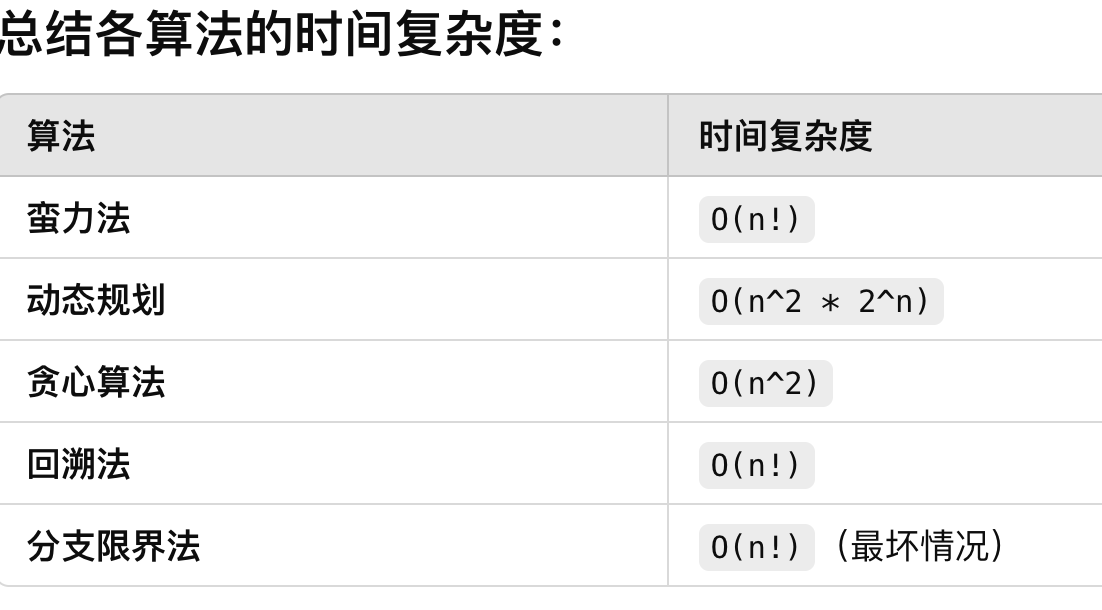 总结各算法的时间复杂度：
算法 时间复杂度
蛮力法 O(n!)
动态规划 O(n^2 * 2^n)
贪心算法 O(n^2)
回溯法 O(n!)
分支限界法 O(n!)（最坏情况）